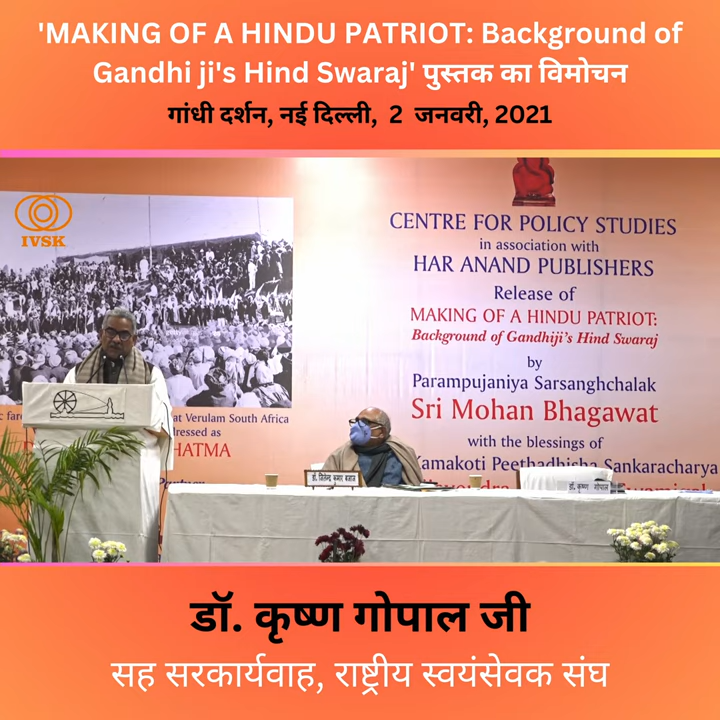 'MAKING OF A HINDU PATRIOT: Background of
Gandhi ji's Hind Swaraj' पुस्तक का विमोचन
गांधी दर्शन, नई दिल्ली, 2 जनवरी, 2021
IVSK
CENTRE FOR POLICY STUDIES
in association with
HAR ANAND PUBLISHERS
Release of
MAKING OF A HINDU PATRIOT:
Background of Gandhiji's Hind Swaraj
by
Parampujaniya Sarsanghchalak
Sri Mohan Bhagawat
with the blessings of
Kamakoti Peethadhisha Sankaracharya
at Verulam South Africa
HATMA
डॉ. जितेन्द्र कुमार बजाज
डॉ. कृष्ण गोपाल
डॉ. कृष्ण गोपाल जी
सह सरकार्यवाह, राष्ट्रीय स्वयंसेवक संघ